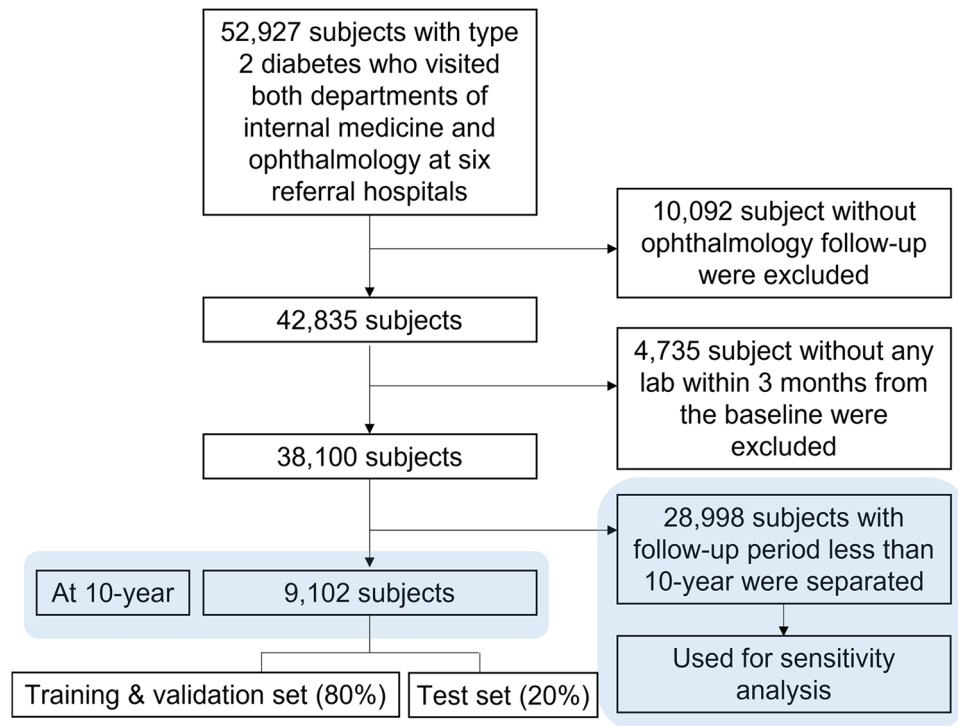 52,927 subjects with type
2 diabetes who visited
both departments of
internal medicine and
ophthalmology at six
referral hospitals
10,092 subject without
ophthalmology follow-up
were excluded
42,835 subjects
4,735 subject without any
lab within 3 months from
the baseline were
excluded
38,100 subjects
28,998 subjects with
follow-up period less than
10-year were separated
At 10-year
9,102 subjects
Used for sensitivity
analysis
Training & validation set (80%)
Test set (20%)